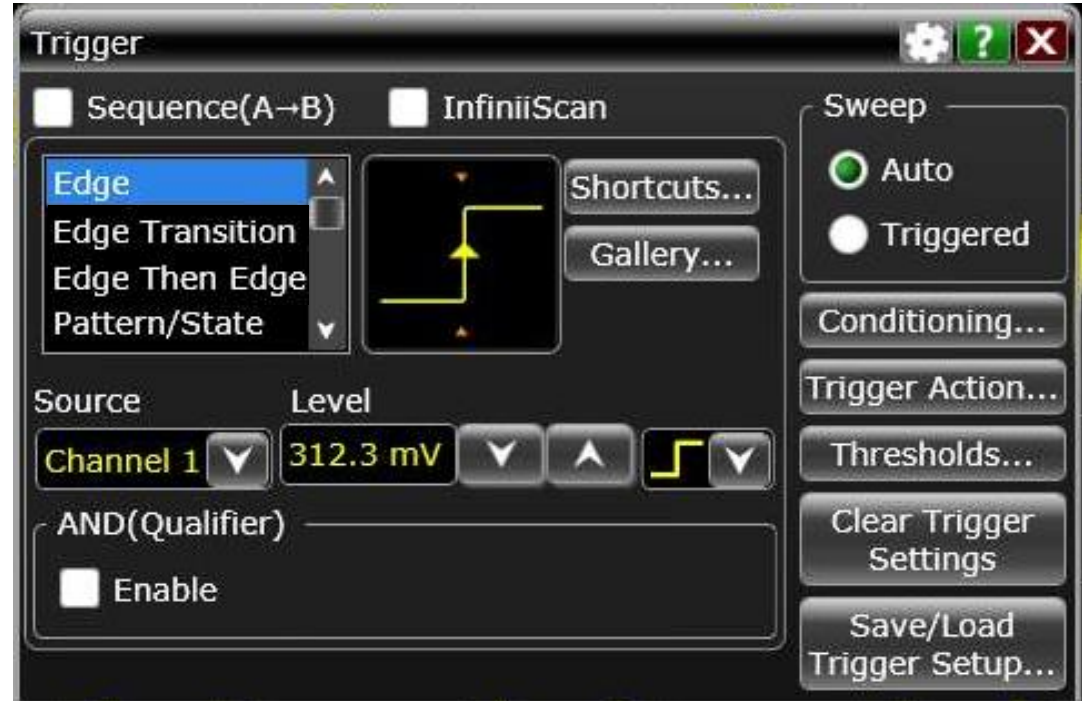 Trigger
?
X
Sequence(A→B)
InfiniiScan
Sweep
Auto
Triggered
Edge
Edge Transition
Edge Then Edge
Pattern/State
Shortcuts...
Gallery...
Conditioning...
Trigger Action...
Thresholds...
Clear Trigger
Settings
Save/Load
Trigger Setup...
Source
Level
Channel 1
312.3 mV
AND(Qualifier)
Enable